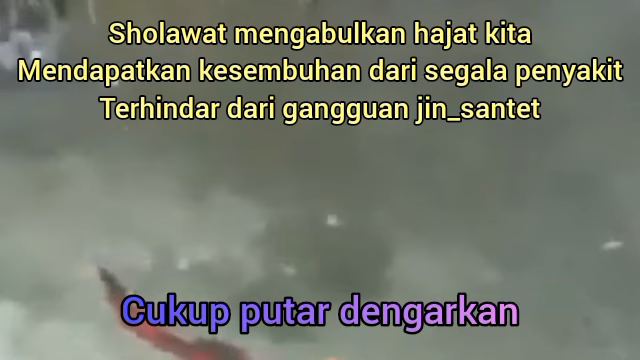 Sholawat mengabulkan hajat kita
Mendapatkan kesembuhan dari segala penyakit
Terhindar dari gangguan jin_santet
Cukup putar dengarkan